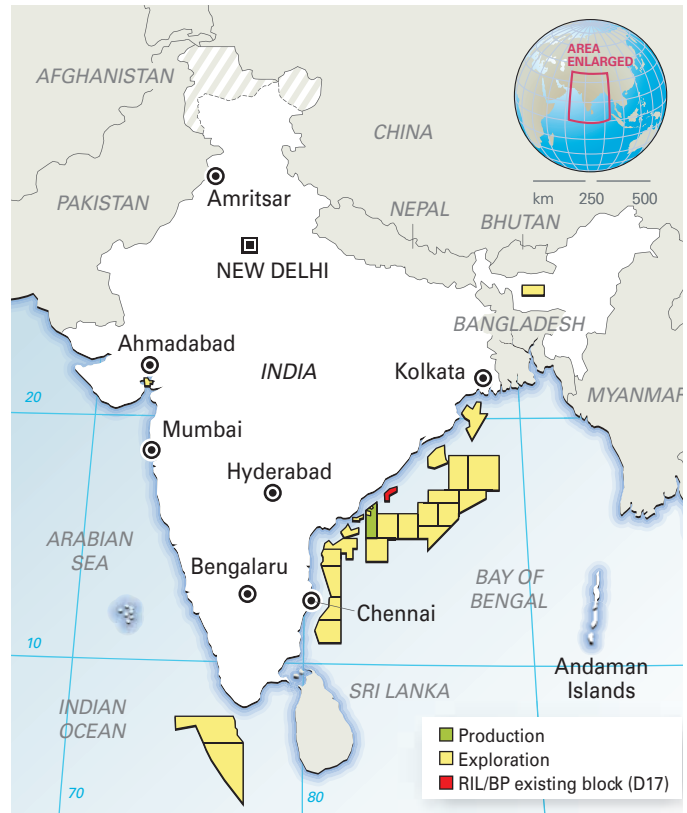 AREA
ENLARGED
AFGHANISTAN
CHINA
km 250 500
PAKISTAN
Amritsar
NEPAL
BHUTAN
NEW DELHI
BANGLADESH
Ahmadabad
INDIA
Kolkata
MYANMAR
20
Mumbai
Hyderabad
ARABIAN
SEA
Bengalaru
BAY OF
BENGAL
Chennai
10
Andaman
Islands
SRI LANKA
INDIAN
OCEAN
Production
Exploration
RIL/BP existing block (D17)
70
80